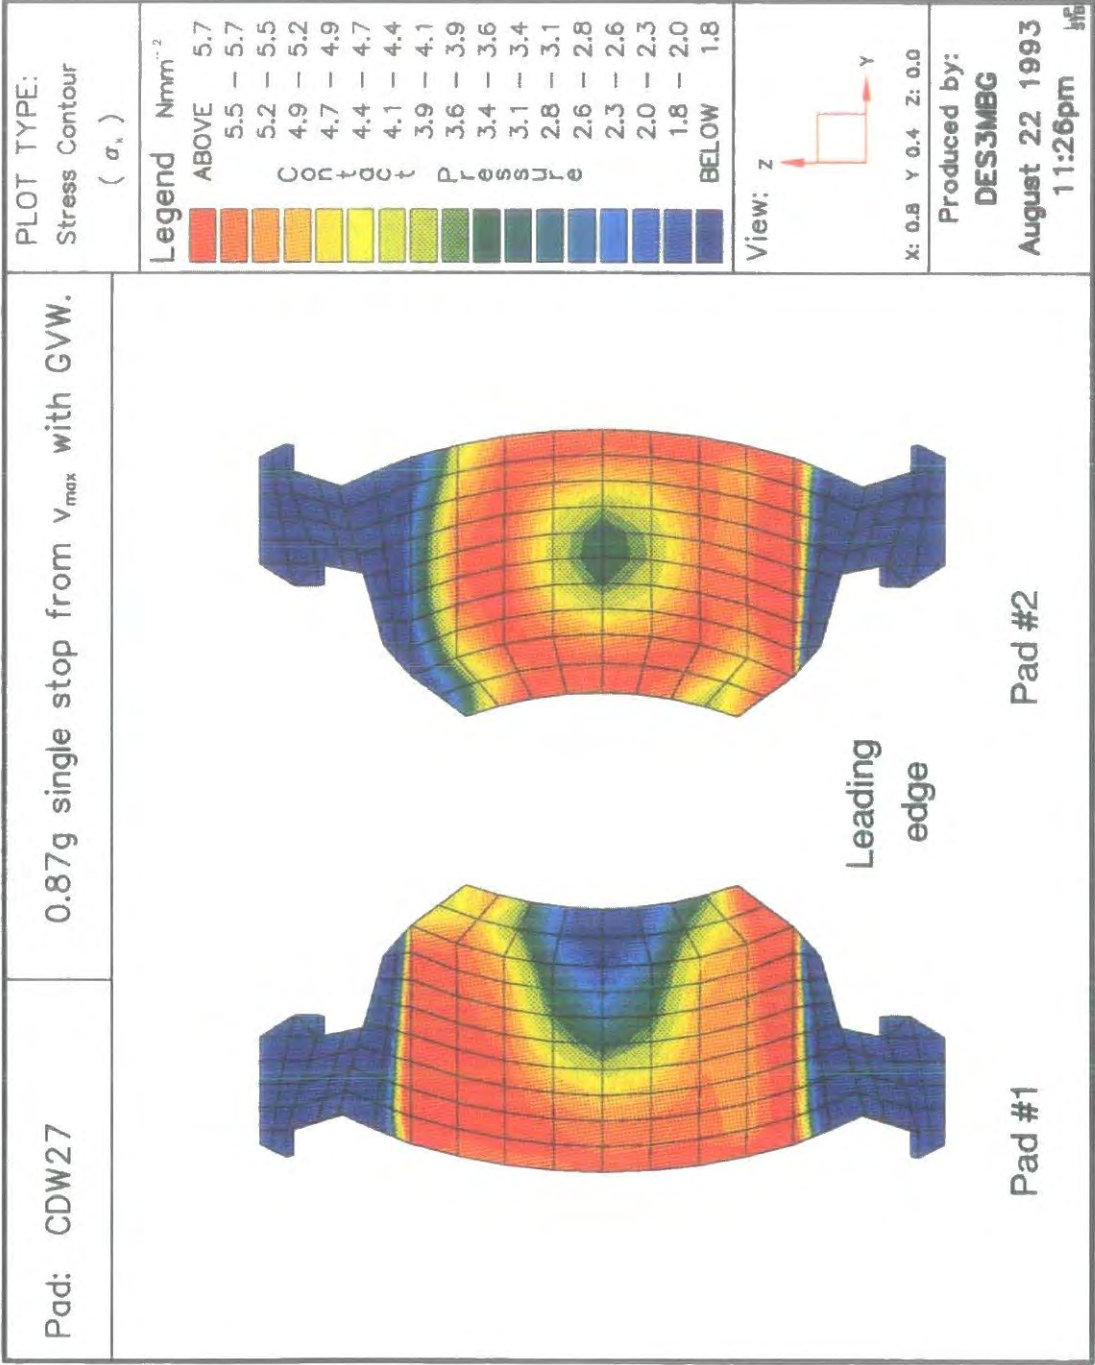 Pad: CDW27
0.87g single stop from vmax with GVW.
PLOT TYPE:
Stress Contour
( σx )
Legend Nmm⁻²
Contact Pressure
ABOVE 5.7
5.5 – 5.7
5.2 – 5.5
4.9 – 5.2
4.7 – 4.9
4.4 – 4.7
4.1 – 4.4
3.9 – 4.1
3.6 – 3.9
3.4 – 3.6
3.1 – 3.4
2.8 – 3.1
2.6 – 2.8
2.3 – 2.6
2.0 – 2.3
1.8 – 2.0
BELOW 1.8
View:
Z
Y
X: 0.8 Y 0.4 Z: 0.0
Produced by:
DES3MBG
August 22 1993
11:26pm
Leading
edge
Pad #1
Pad #2